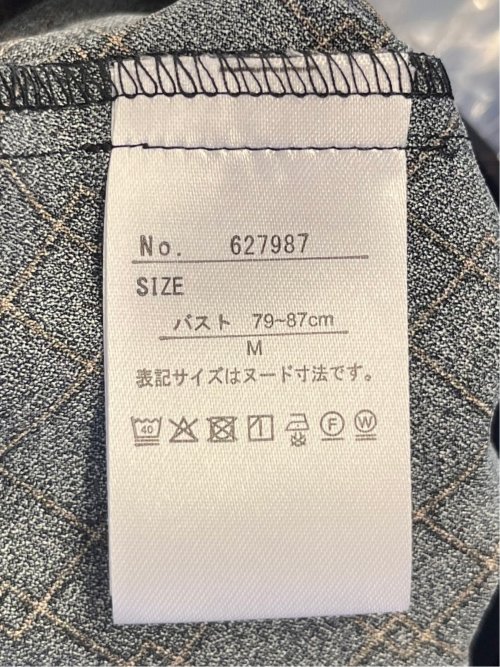 No. 627987
SIZE
バスト 79~87cm
M
表記サイズはヌード寸法です。
40 F W